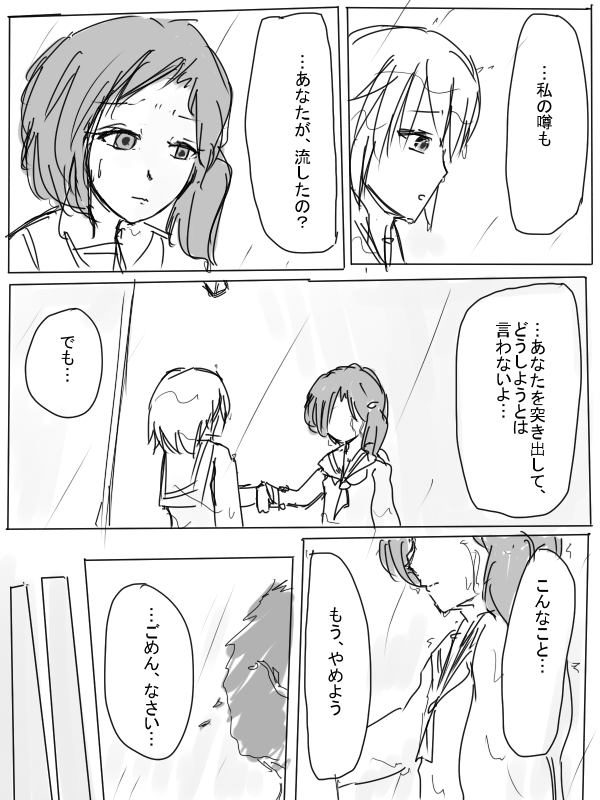 …私の噂も
…あなたが、流したの？
…あなたを突き出して、
どうしようとは
言わないよ…
でも…
こんなこと…
もう、やめよう
…ごめん、なさい…